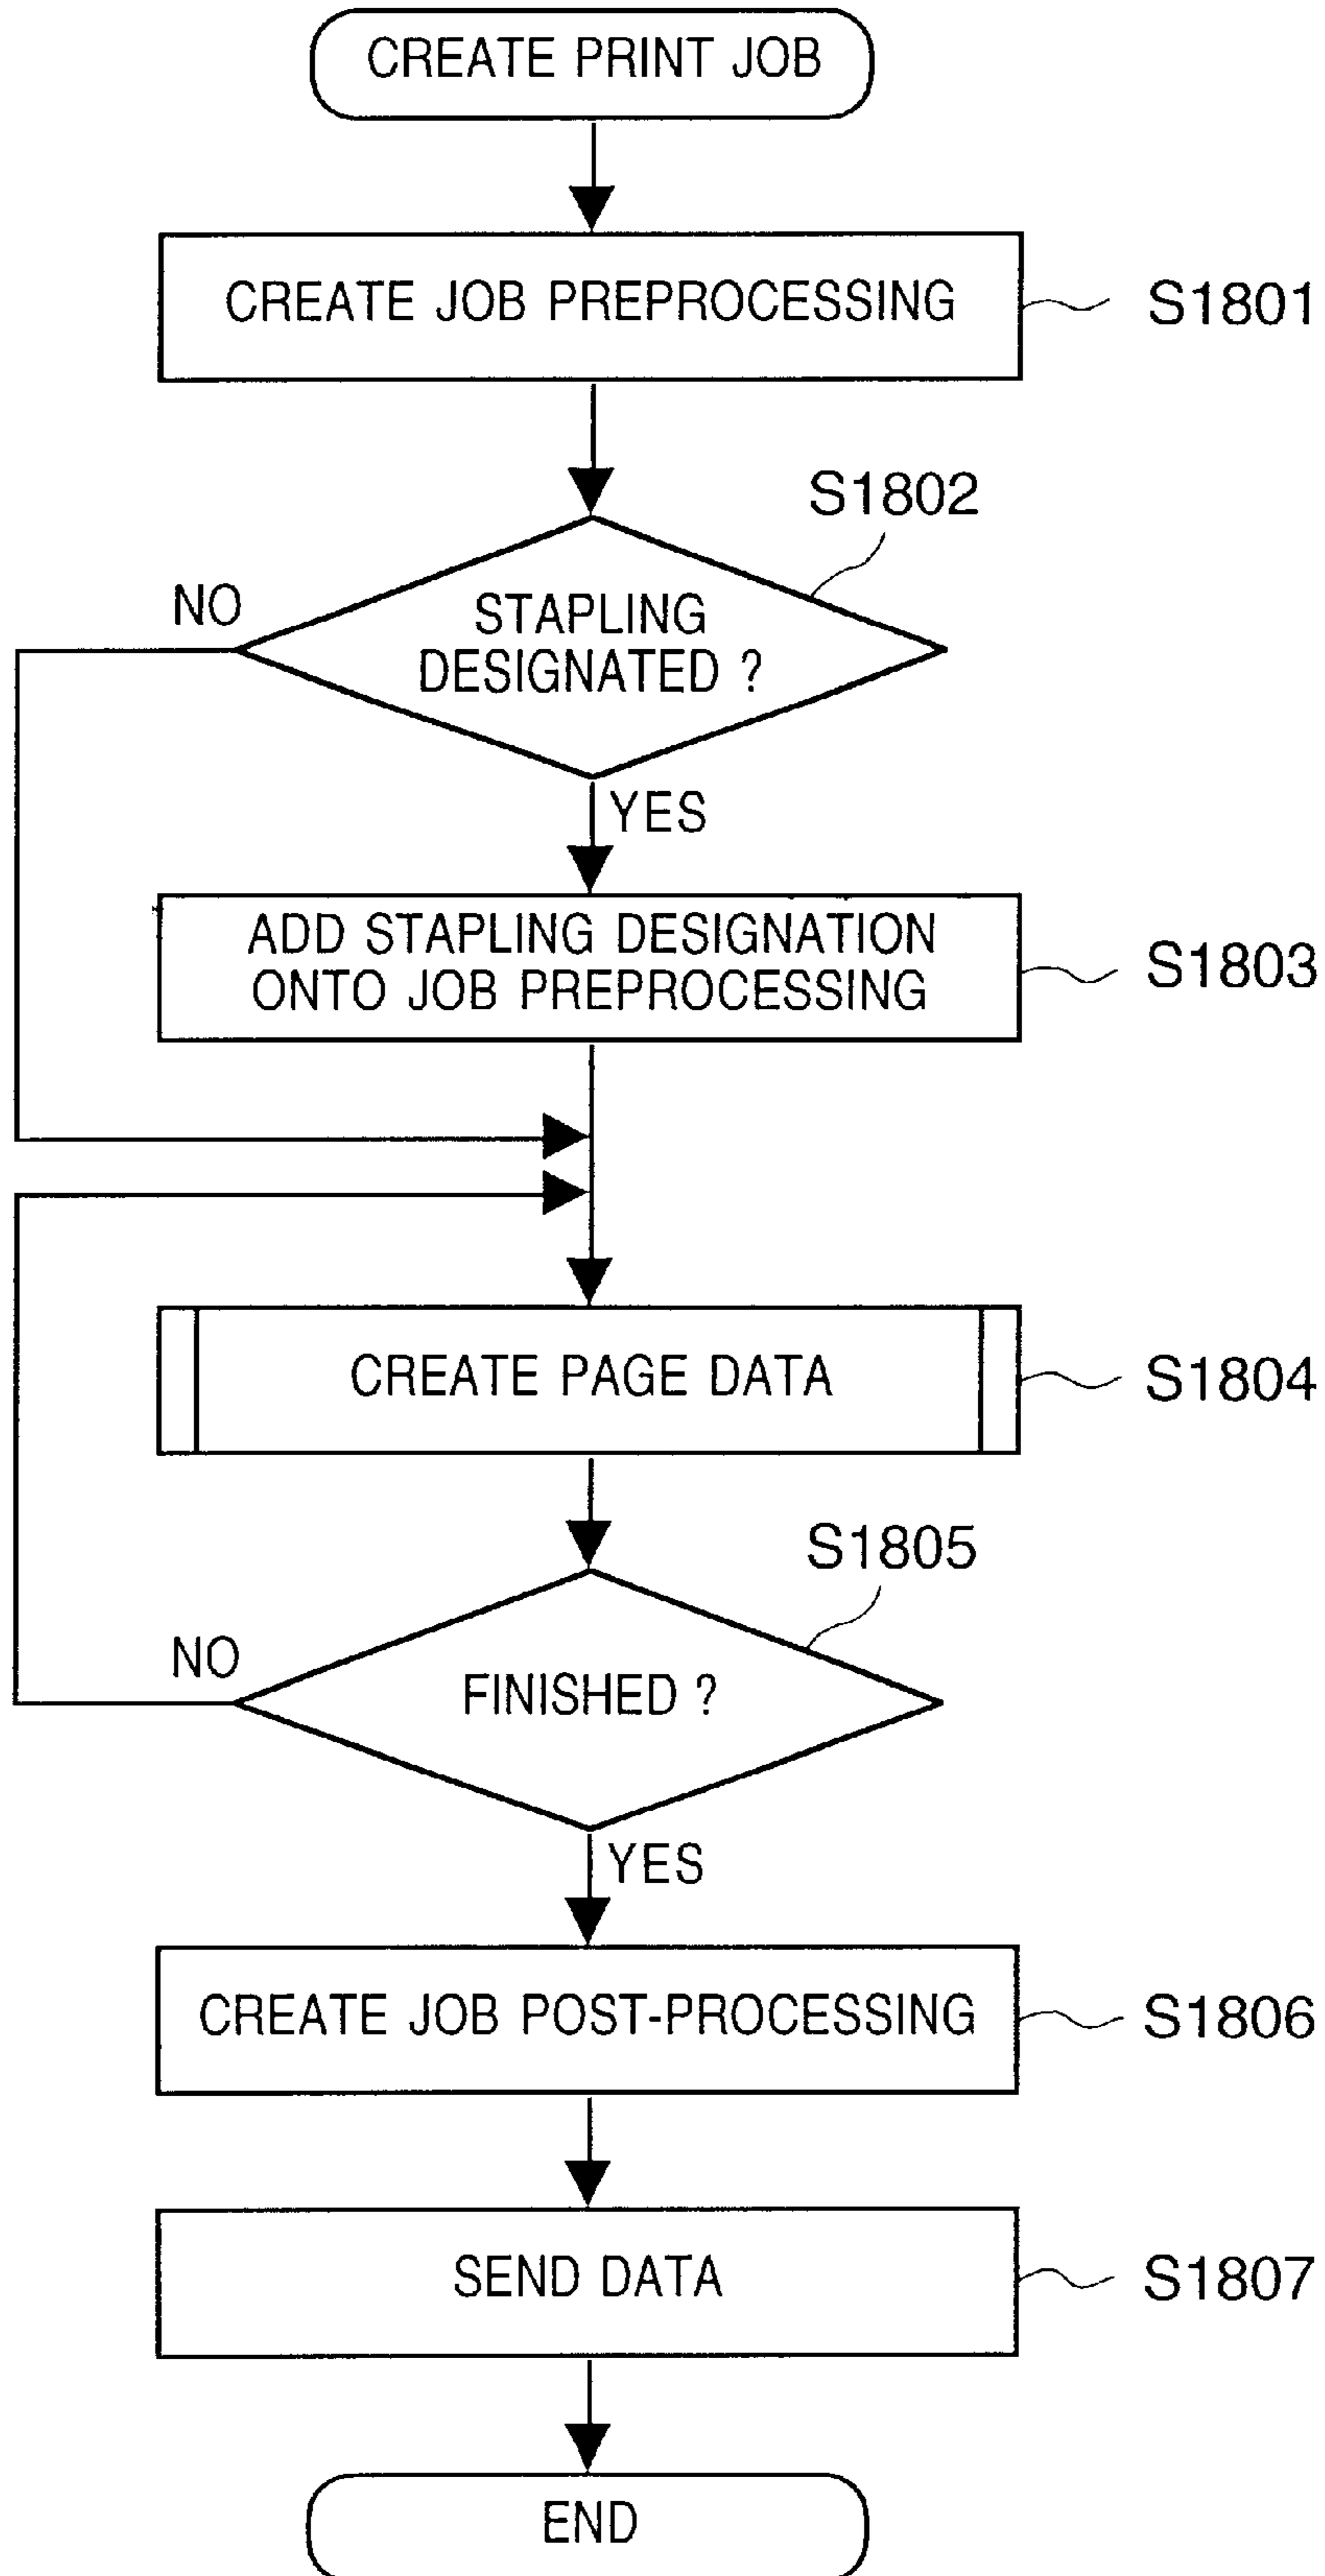 CREATE PRINT JOB
CREATE JOB PREPROCESSING
S1801
S1802
NO
STAPLING
DESIGNATED ?
YES
ADD STAPLING DESIGNATION
ONTO JOB PREPROCESSING
S1803
CREATE PAGE DATA
S1804
S1805
NO
FINISHED ?
YES
CREATE JOB POST-PROCESSING
S1806
SEND DATA
S1807
END